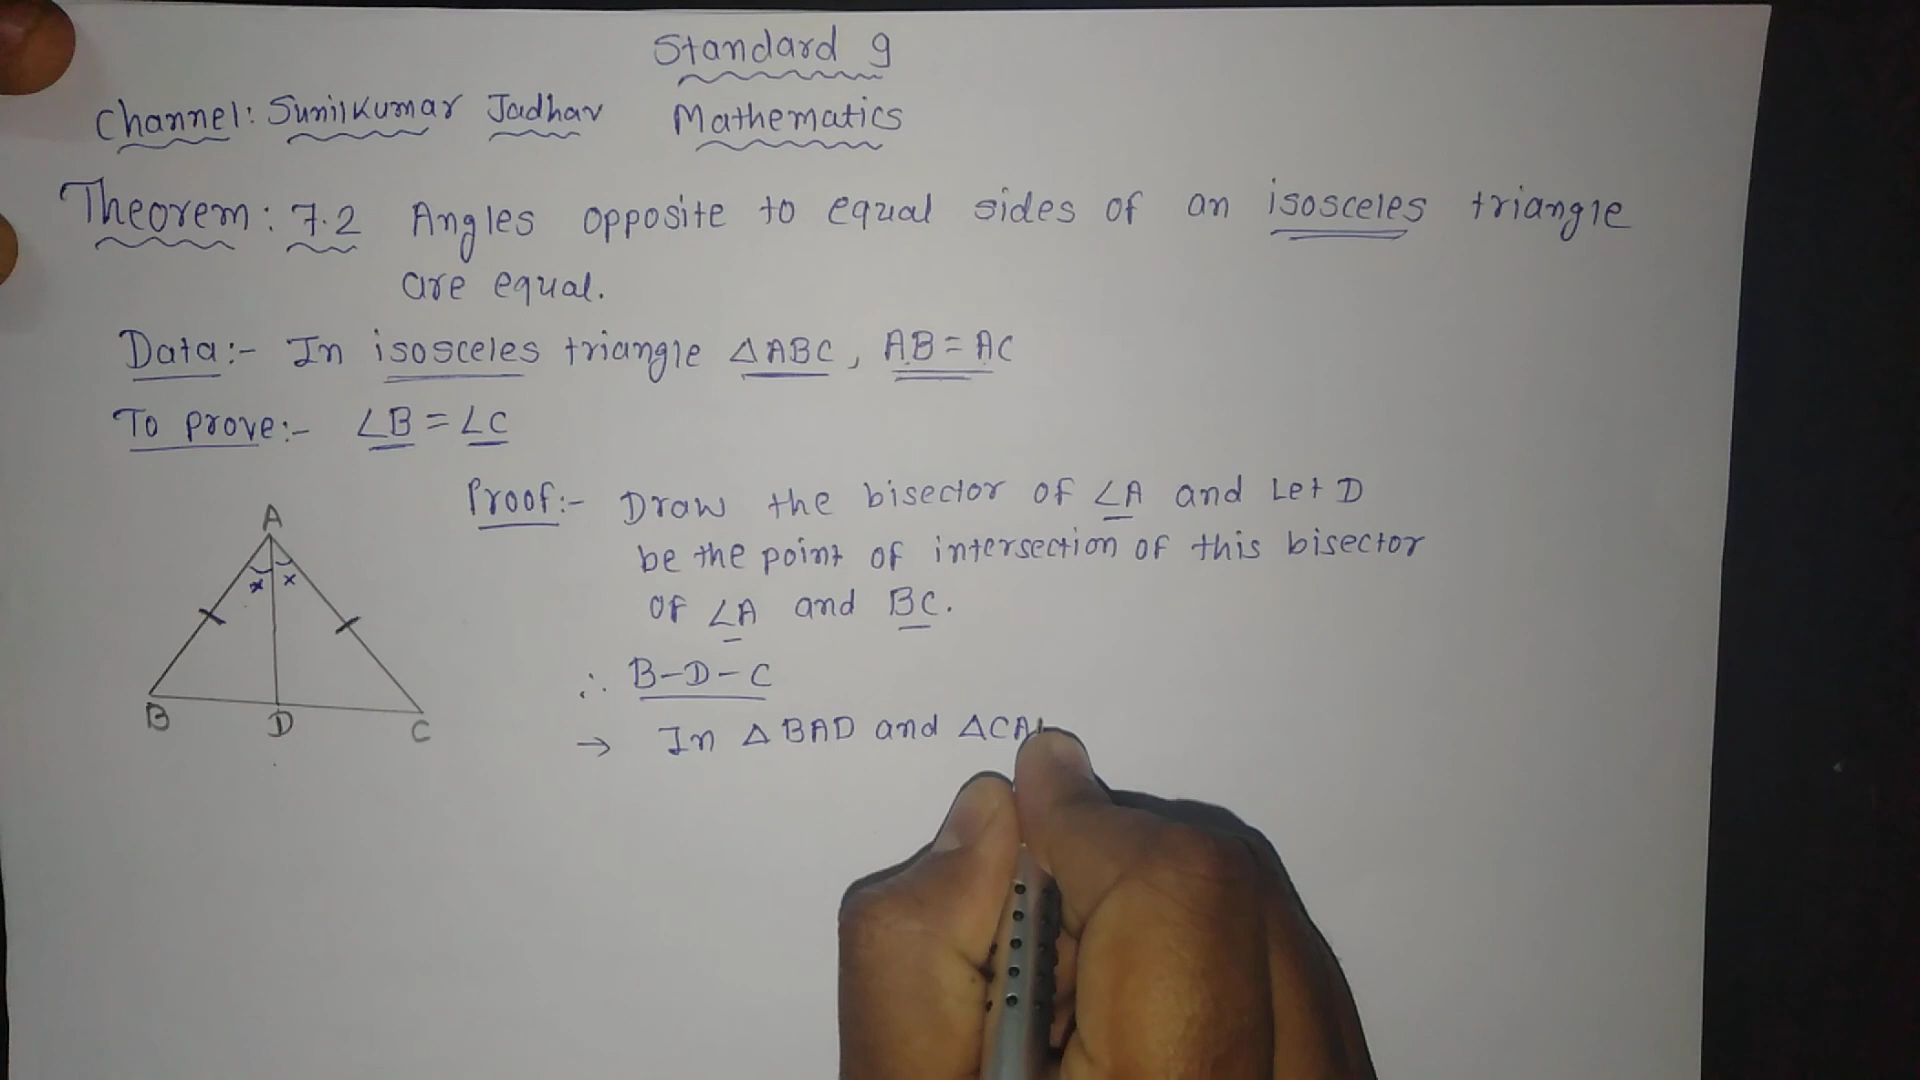 Standard 9
Channel: Sunilkumar Jadhav Mathematics
Theorem: 7.2 Angles opposite to equal sides of an isosceles triangle
are equal.
Data:- In isosceles triangle △ABC, AB = AC
To prove:- ∠B = ∠C
Proof:- Draw the bisector of ∠A and Let D
be the point of intersection of this bisector
of ∠A and BC.
∴ B-D-C
→ In △BAD and △CA
A
x x
B D C